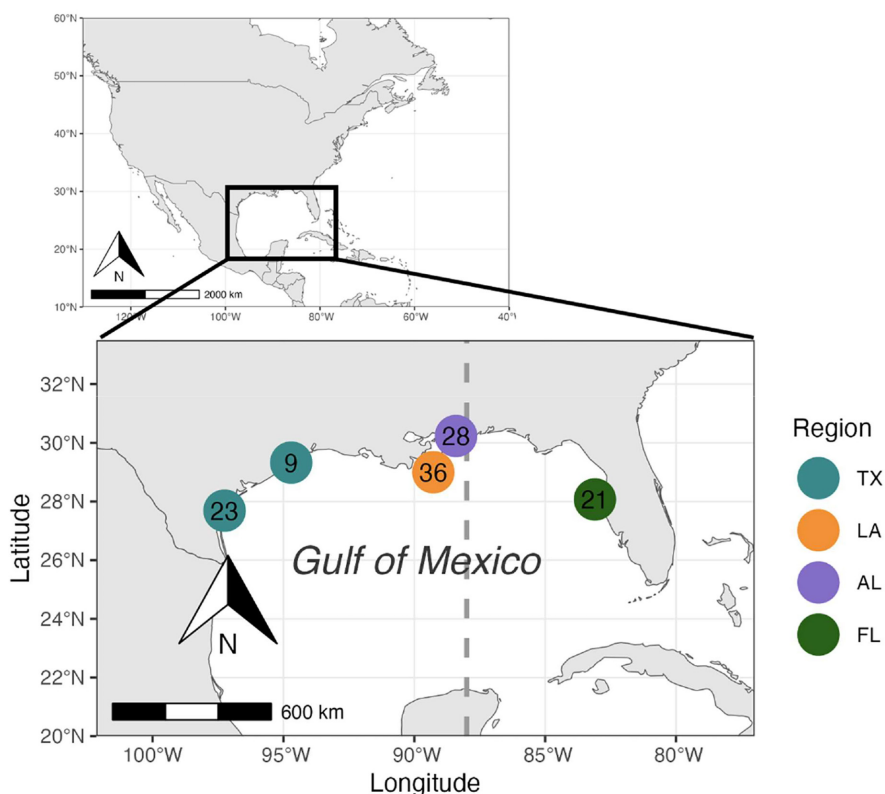 60°N
50°N
40°N
30°N
20°N
10°N
N
2000 km
120°W 100°W 80°W 60°W 40°
32°N
30°N
28°N
26°N
24°N
22°N
20°N
Latitude
28
9
36
23
21
Gulf of Mexico
N
600 km
100°W 95°W 90°W 85°W 80°W
Longitude
Region
TX
LA
AL
FL